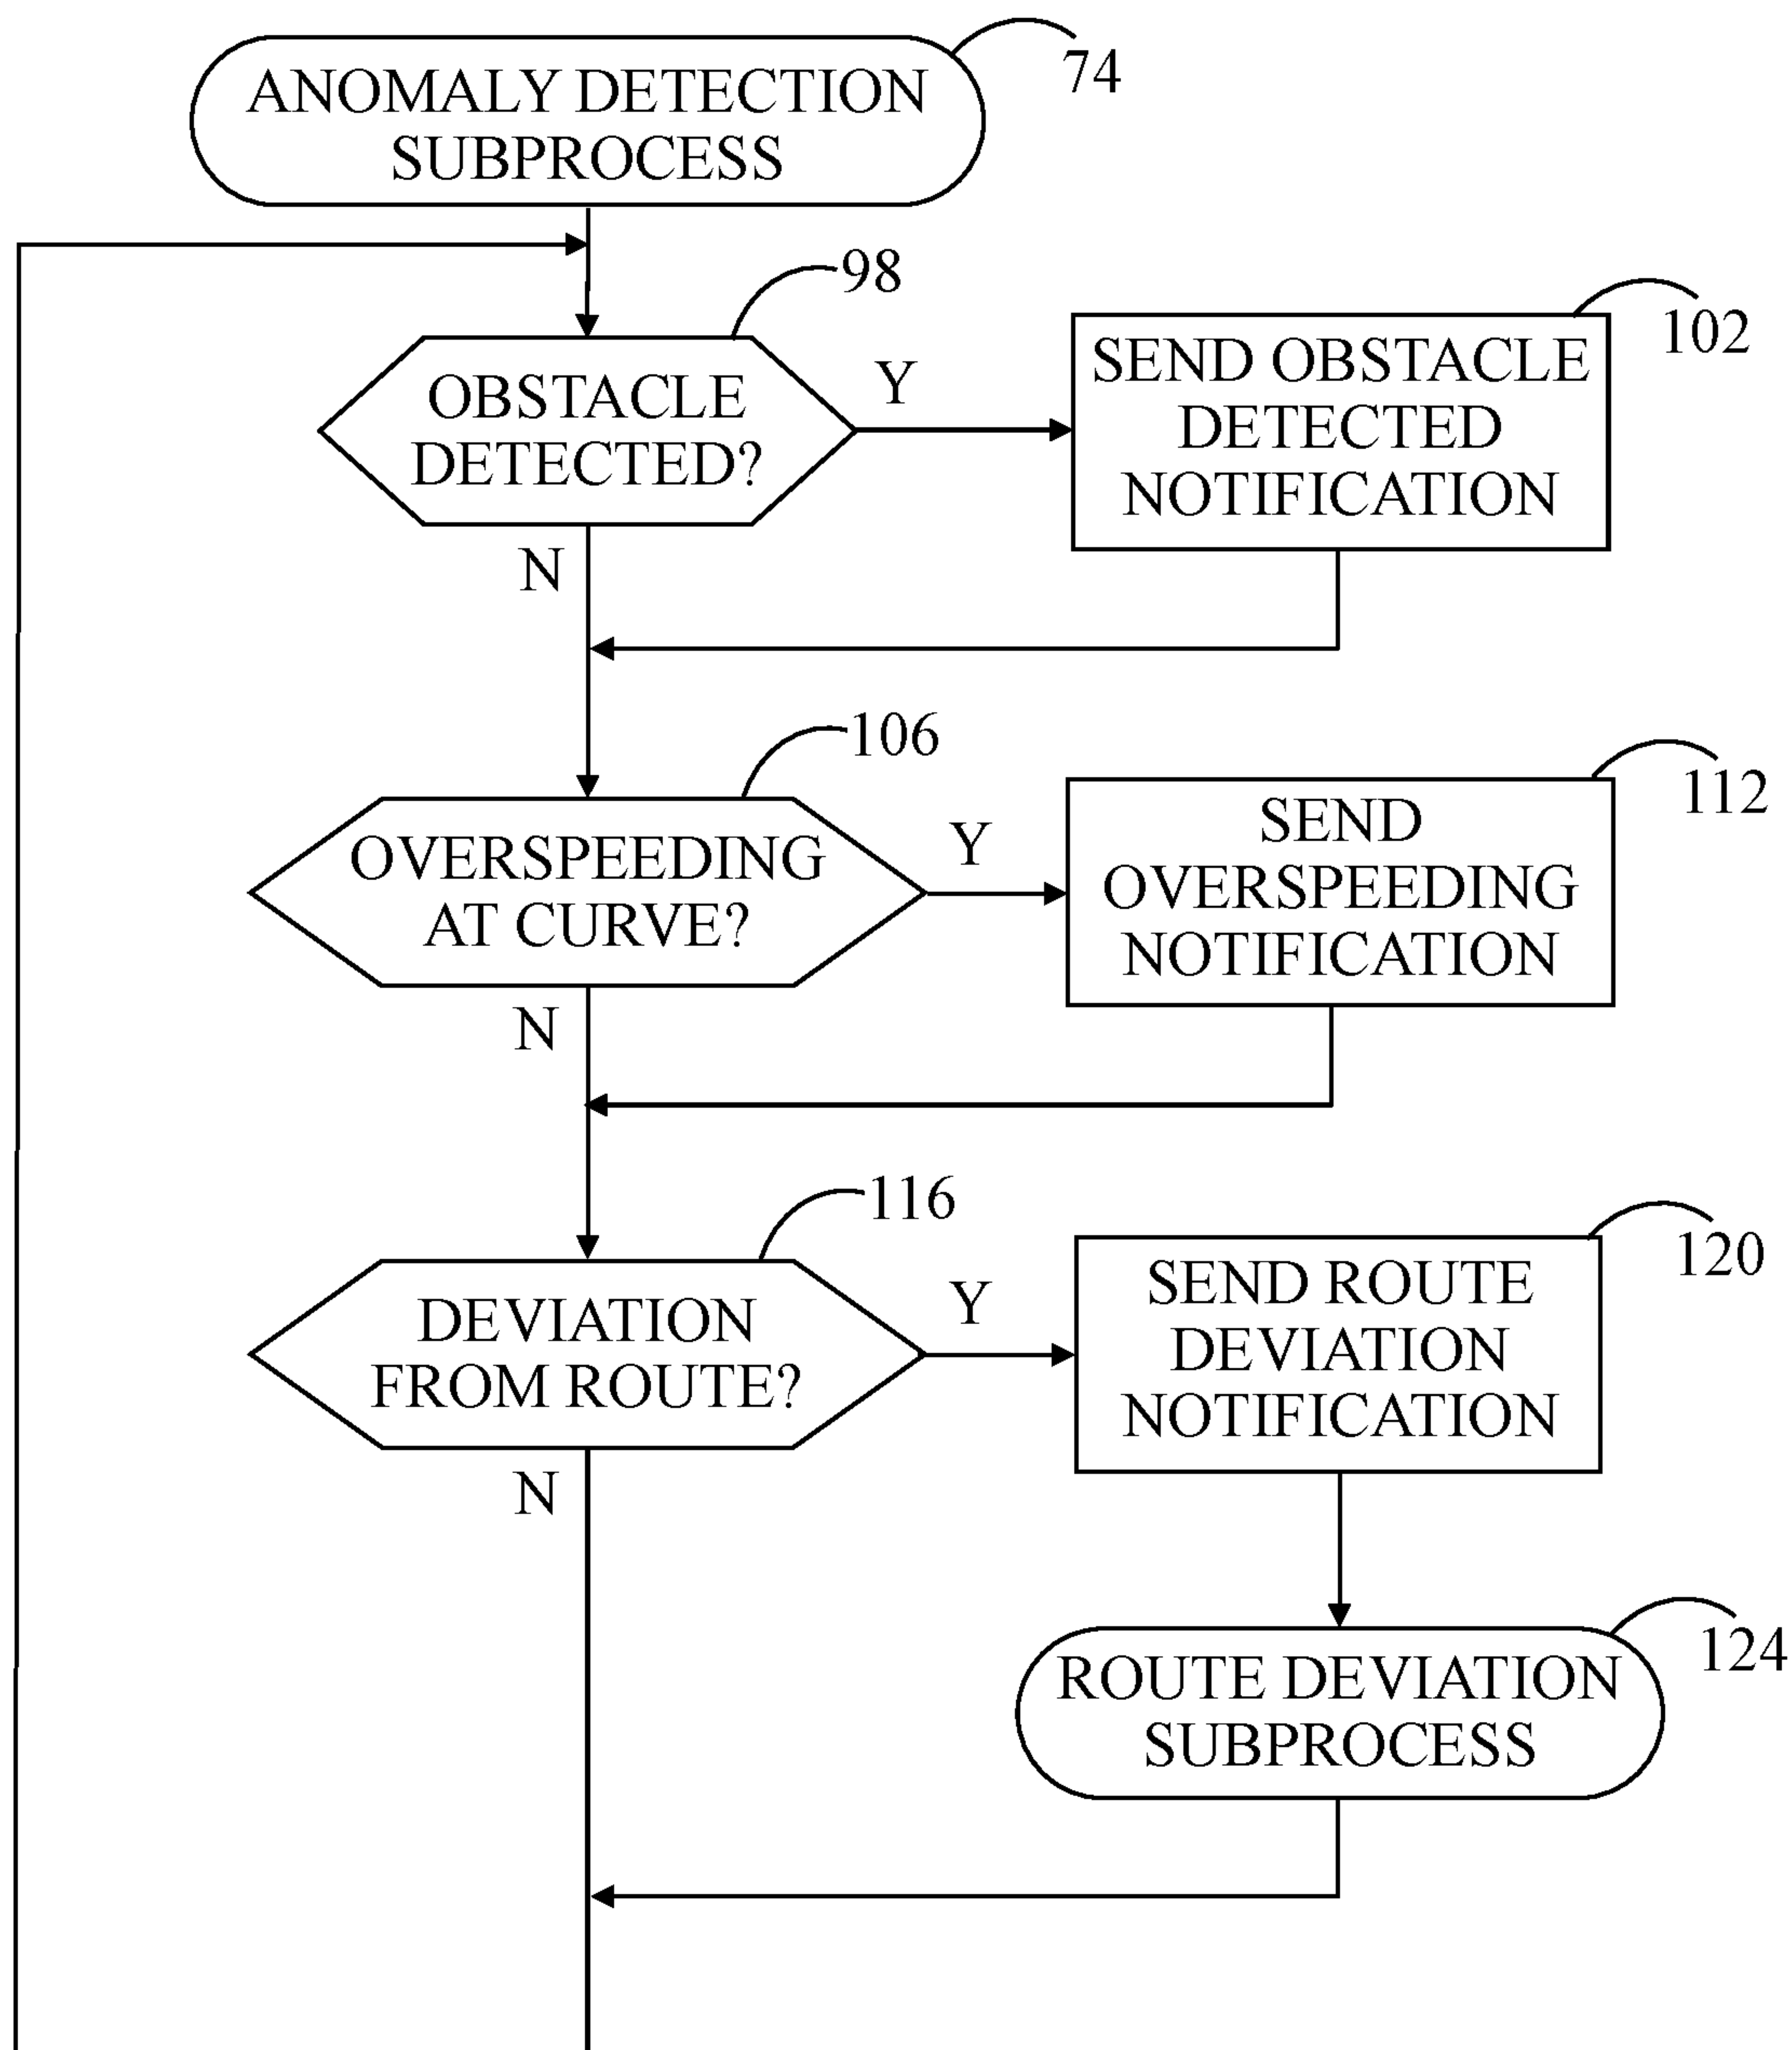 ANOMALY DETECTION
SUBPROCESS
74
98
OBSTACLE
DETECTED?
Y
N
SEND OBSTACLE
DETECTED
NOTIFICATION
102
106
OVERSPEEDING
AT CURVE?
Y
N
SEND
OVERSPEEDING
NOTIFICATION
112
116
DEVIATION
FROM ROUTE?
Y
N
SEND ROUTE
DEVIATION
NOTIFICATION
120
ROUTE DEVIATION
SUBPROCESS
124